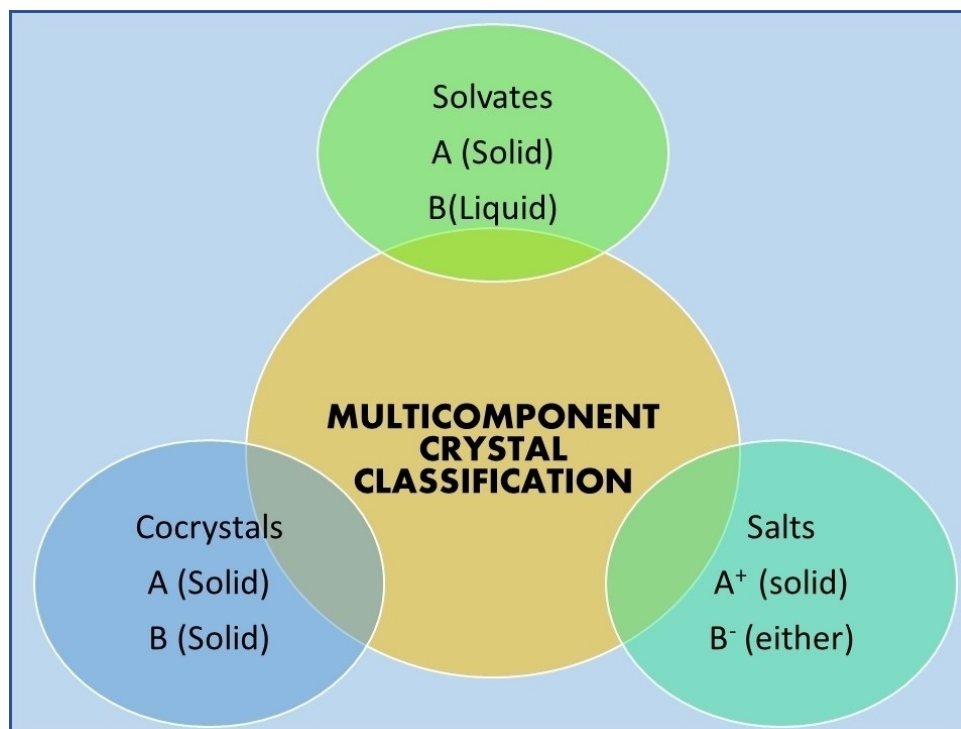 Solvates
A (Solid)
B(Liquid)
MULTICOMPONENT
CRYSTAL
CLASSIFICATION
Cocrystals
A (Solid)
B (Solid)
Salts
A⁺ (solid)
B⁻ (either)